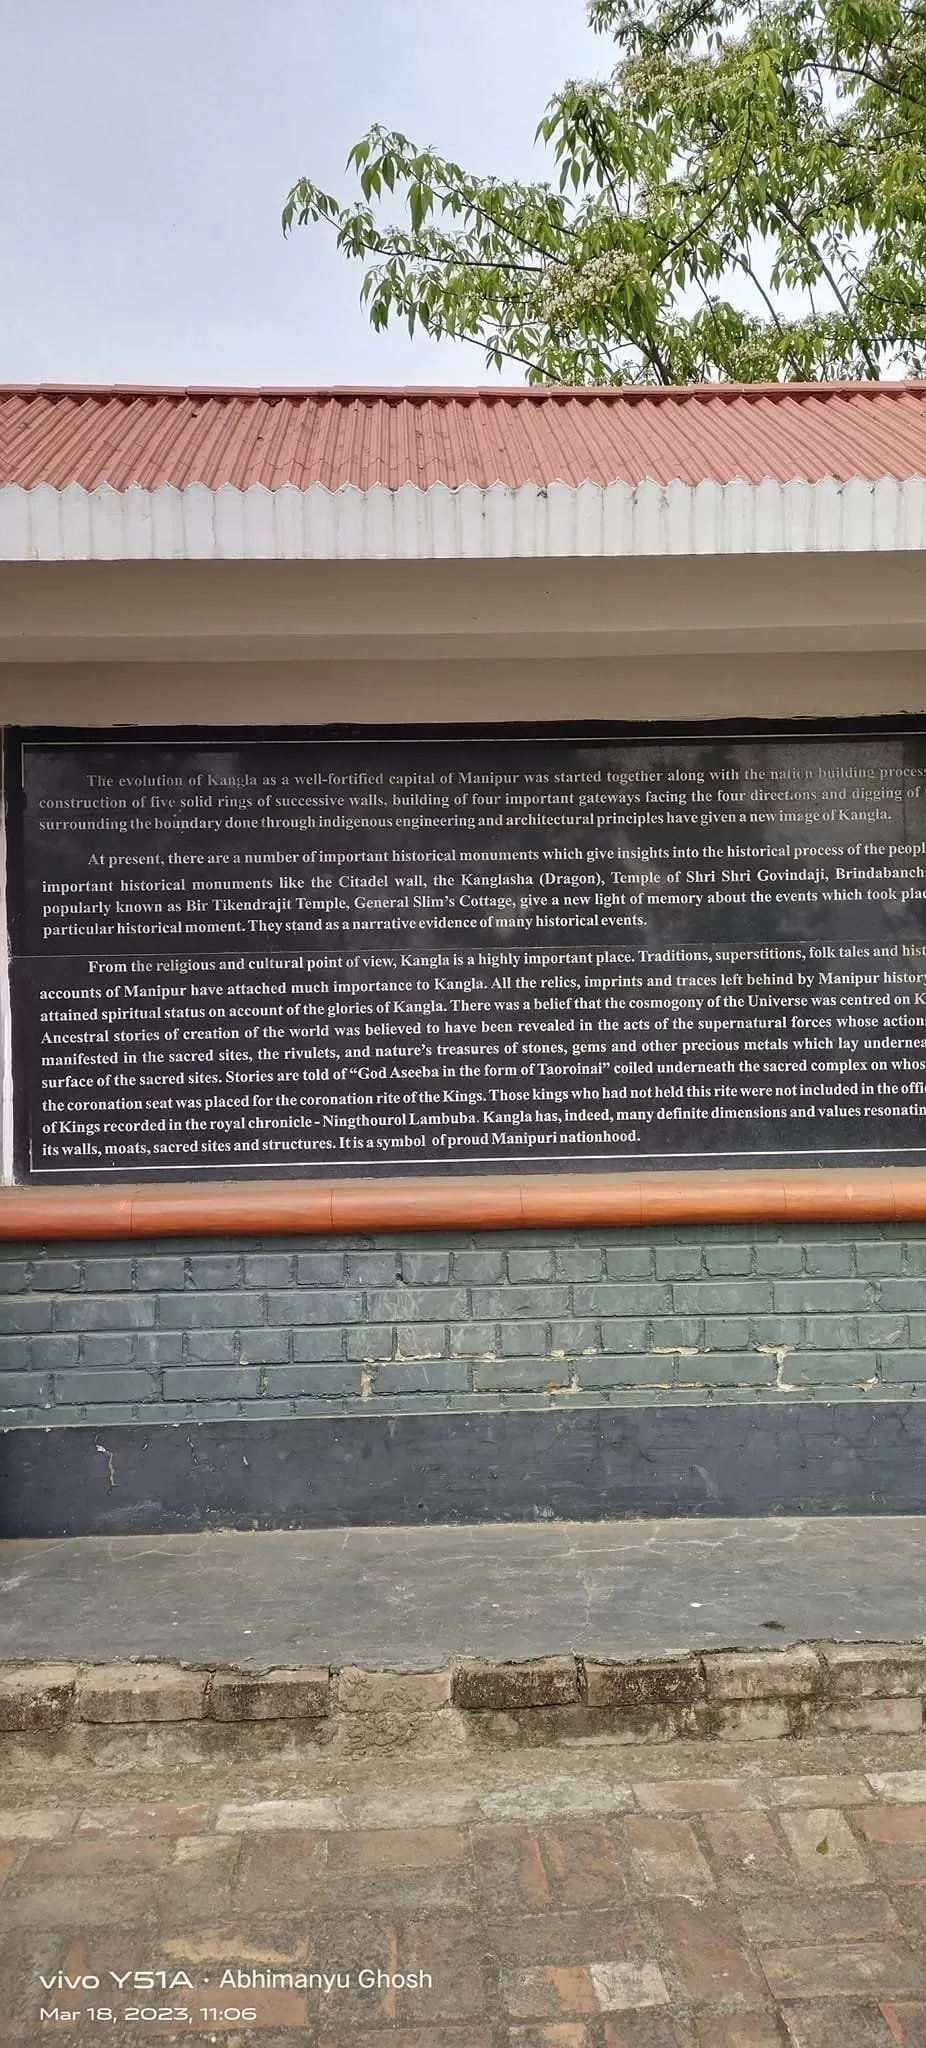 The evolution of Kangla as a well-fortified capital of Manipur was started together along with the nation building process
construction of five solid rings of successive walls, building of four important gateways facing the four directions and digging of
surrounding the boundary done through indigenous engineering and architectural principles have given a new image of Kangla.
At present, there are a number of important historical monuments which give insights into the historical process of the
important historical monuments like the Citadel wall, the Kanglasha (Dragon), Temple of Shri Shri Govindaji,
popularly known as Bir Tikendrajit Temple, General Slim's Cottage, give a new light of memory about the events which took
particular historical moment. They stand as a narrative evidence of many historical events.
From the religious and cultural point of view, Kangla is a highly important place. Traditions, superstitions, folk tales and
accounts of Manipur have attached much importance to Kangla. All the relics, imprints and traces left behind by Manipur history
attained spiritual status on account of the glories of Kangla. There was a belief that the cosmogony of the Universe was centred on
Ancestral stories of creation of the world was believed to have been revealed in the acts of the supernatural forces whose
manifested in the sacred sites, the rivulets, and nature's treasures of stones, gems and other precious metals which lay
surface of the sacred sites. Stories are told of "God Aseeba in the form of Taoroinai" coiled underneath the sacred complex on
the coronation seat was placed for the coronation rite of the Kings. Those kings who had not held this rite were not included in the
of Kings recorded in the royal chronicle - Ningthourol Lambuba. Kangla has, indeed, many definite dimensions and values
its walls, moats, sacred sites and structures. It is a symbol of proud Manipuri nationhood.
vivo Y51A · Abhimanyu Ghosh
Mar 18, 2023, 11:06